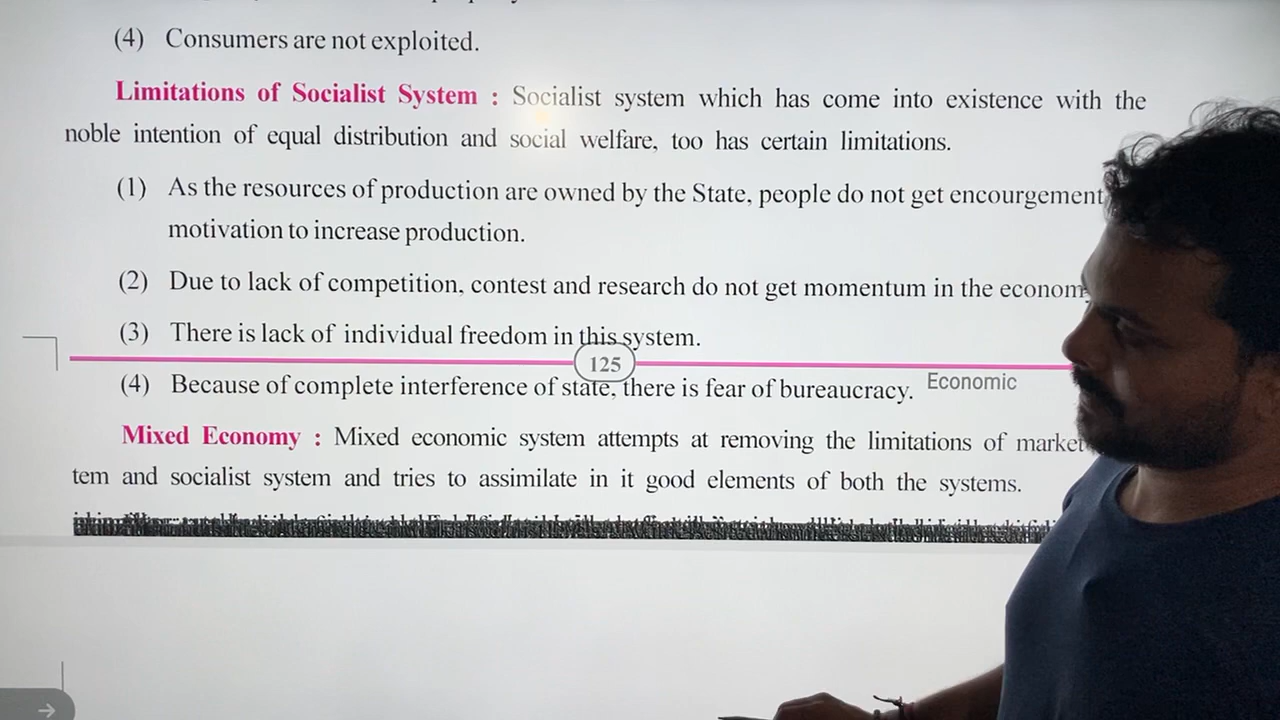 (4) Consumers are not exploited.
Limitations of Socialist System : Socialist system which has come into existence with the
noble intention of equal distribution and social welfare, too has certain limitations.
(1) As the resources of production are owned by the State, people do not get encourgement
motivation to increase production.
(2) Due to lack of competition, contest and research do not get momentum in the econom
(3) There is lack of individual freedom in this system.
125
(4) Because of complete interference of state, there is fear of bureaucracy.
Economic
Mixed Economy : Mixed economic system attempts at removing the limitations of market
tem and socialist system and tries to assimilate in it good elements of both the systems.